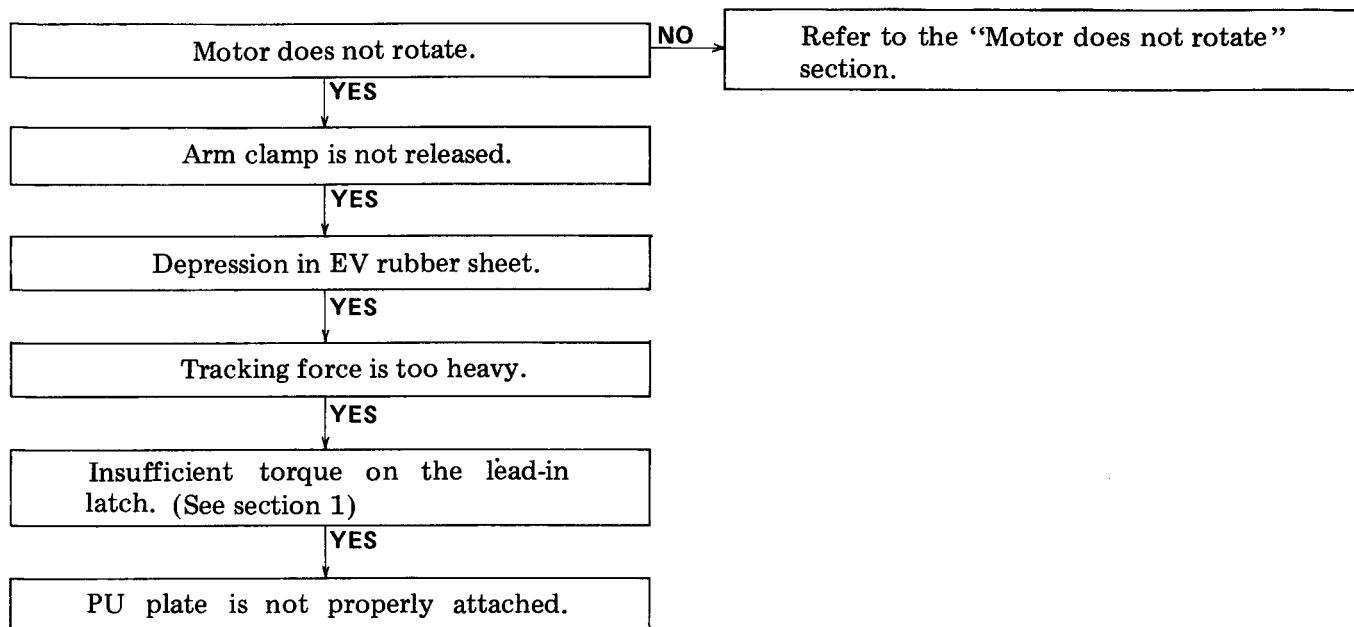 Motor does not rotate.
NO
Refer to the “Motor does not rotate”
section.
YES
Arm clamp is not released.
YES
Depression in EV rubber sheet.
YES
Tracking force is too heavy.
YES
Insufficient torque on the lead-in
latch. (See section 1)
YES
PU plate is not properly attached.